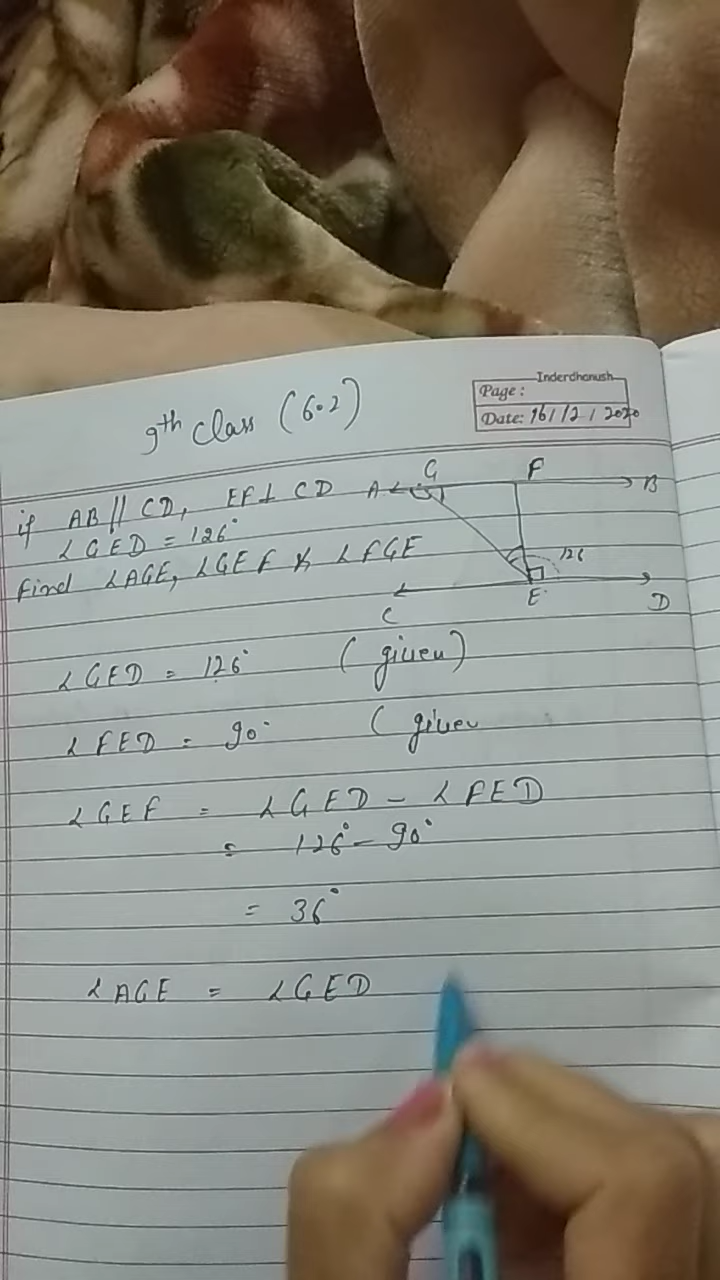 Inderdhanush
Page :
Date: 16/12/2020
9th class (6.2)
if AB || CD, EF ⊥ CD
∠GED = 126°
Find ∠AGE, ∠GEF & ∠FGE
A G F B
126
C E D
∠GED = 126° (given)
∠FED = 90° (given
∠GEF = ∠GED - ∠FED
= 126° - 90°
= 36°
∠AGE = ∠GED